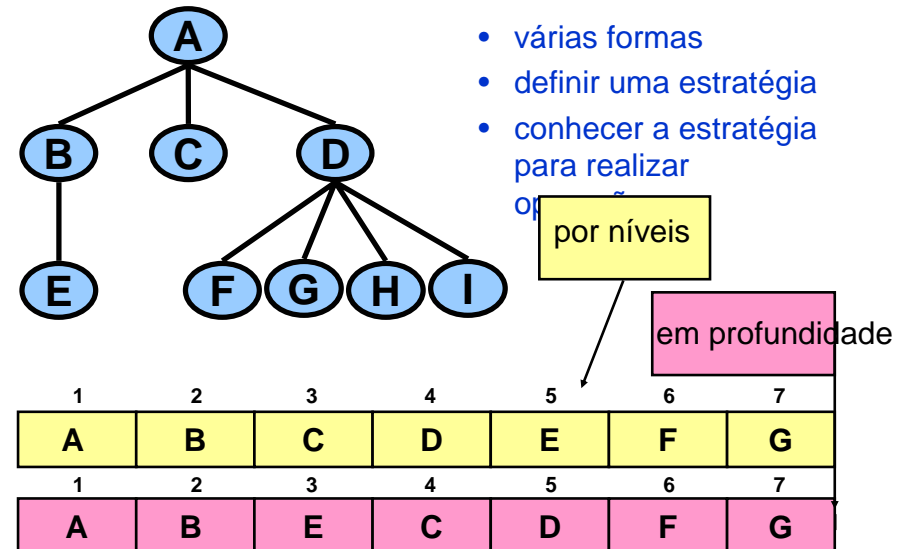 A
• várias formas
• definir uma estratégia
• conhecer a estratégia
para realizar
B C D
por níveis
E F G H I
em profundidade
1 2 3 4 5 6 7
A B C D E F G
1 2 3 4 5 6 7
A B E C D F G